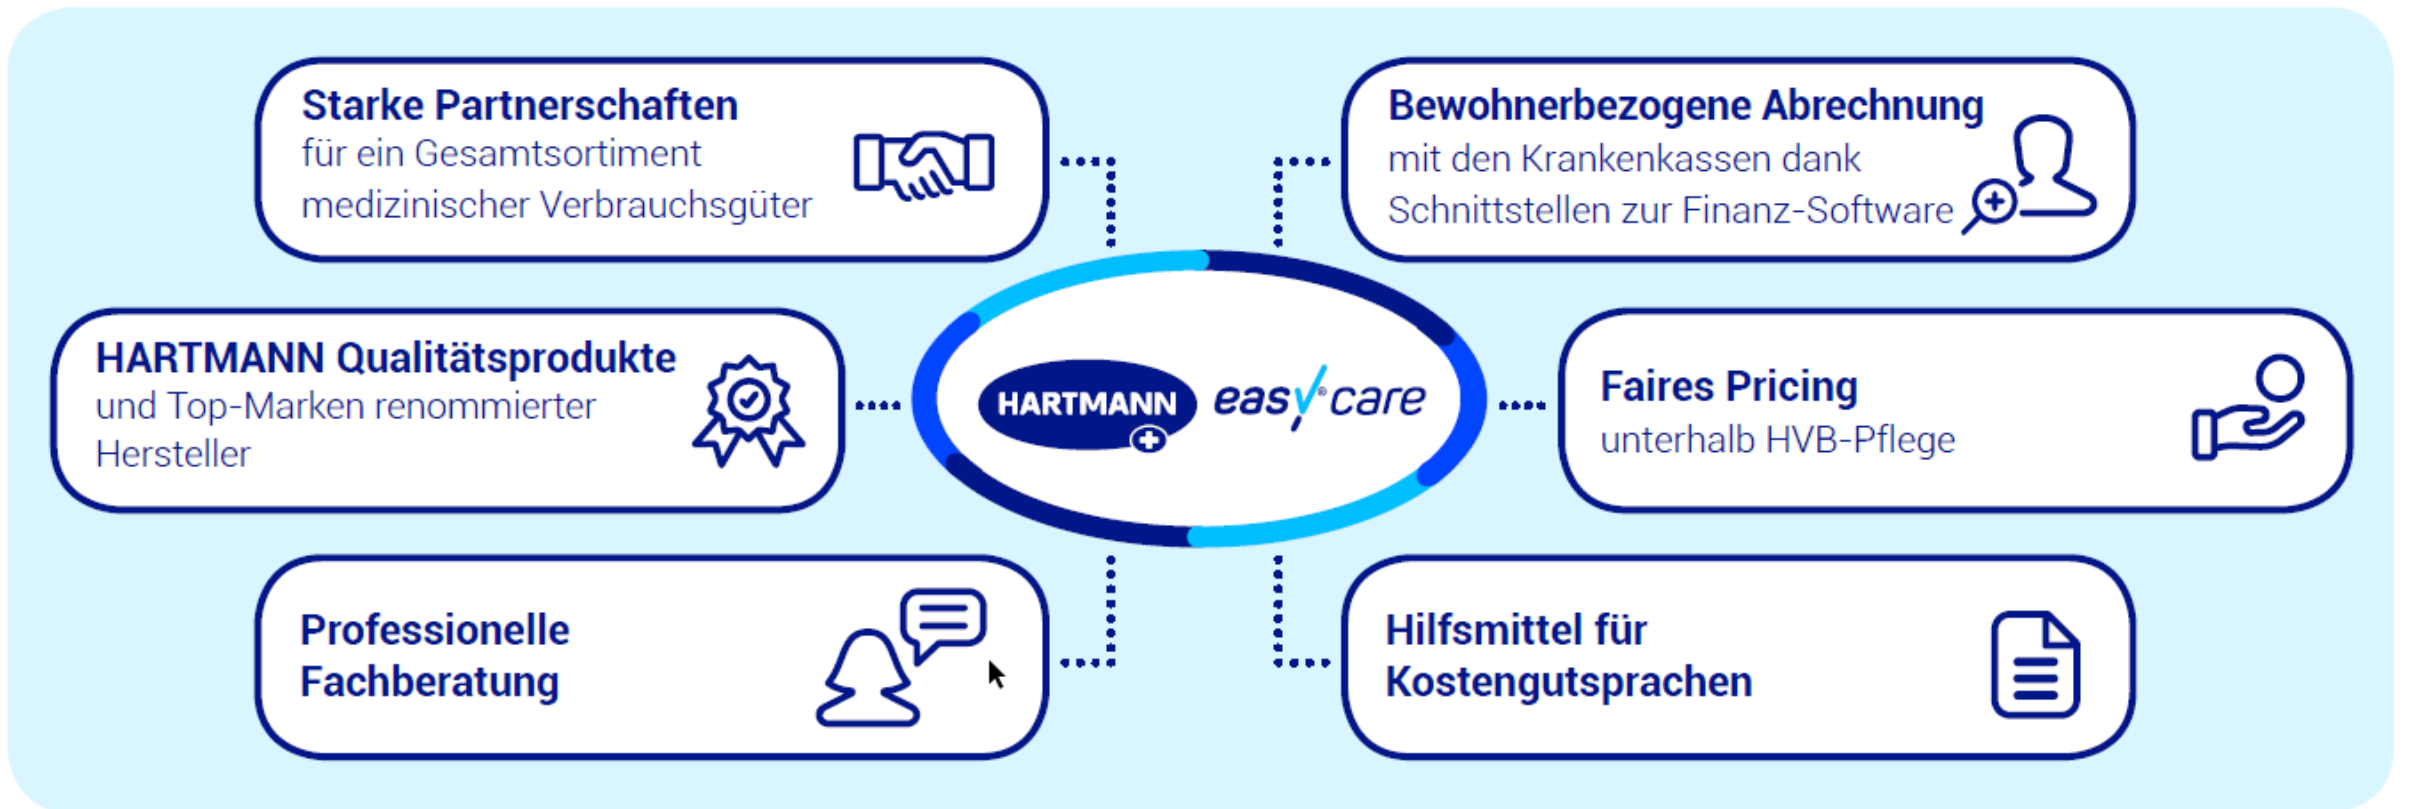 Starke Partnerschaften
für ein Gesamtsortiment
medizinischer Verbrauchsgüter
Bewohnerbezogene Abrechnung
mit den Krankenkassen dank
Schnittstellen zur Finanz-Software
HARTMANN Qualitätsprodukte
und Top-Marken renommierter
Hersteller
HARTMANN easy® care
Faires Pricing
unterhalb HVB-Pflege
Professionelle
Fachberatung
Hilfsmittel für
Kostengutsprachen